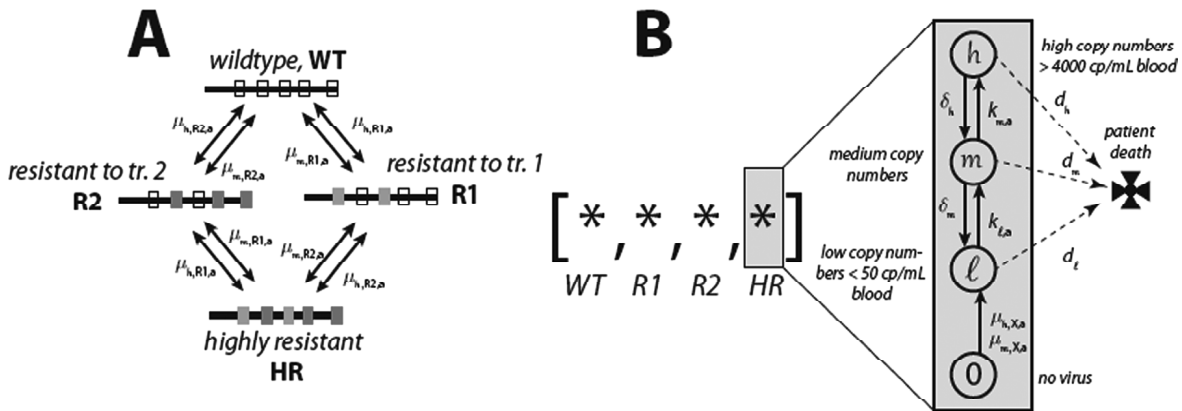 A
wildtype, WT
μh,R2,a
μm,R2,a
μh,R1,a
μm,R1,a
resistant to tr. 2
R2
resistant to tr. 1
R1
μm,R1,a
μh,R1,a
μm,R2,a
μh,R2,a
highly resistant
HR
B
[ * , * , * , * ]
WT R1 R2 HR
h
high copy numbers
> 4000 cp/mL blood
δh
km,a
dh
medium copy
numbers
m
dm
patient
death
δm
kℓ,a
low copy num-
bers < 50 cp/mL
blood
ℓ
dℓ
μh,X,a
μm,X,a
0
no virus